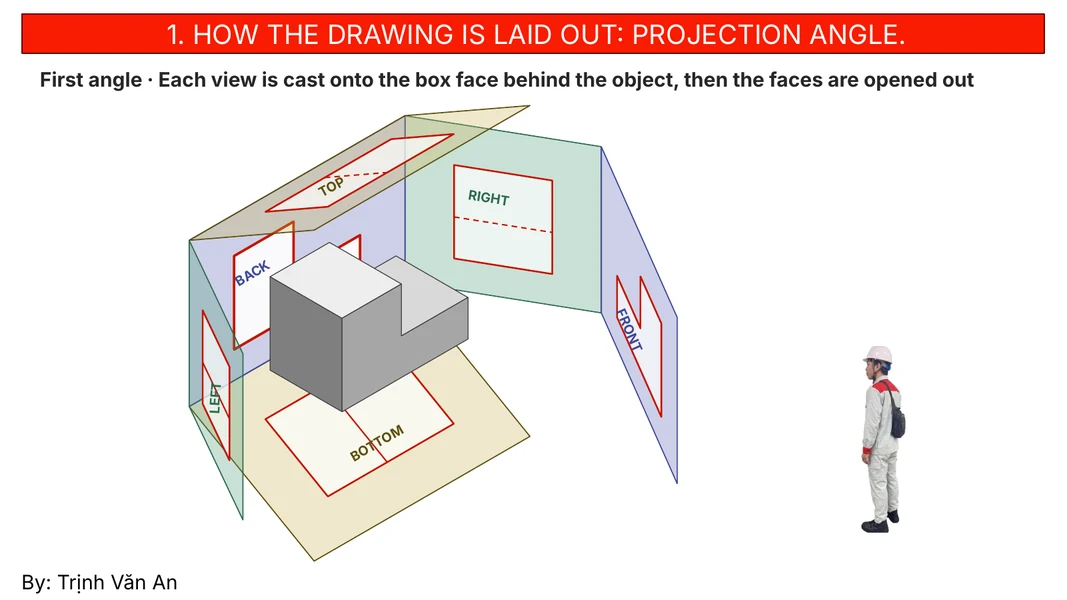 1. HOW THE DRAWING IS LAID OUT: PROJECTION ANGLE.
First angle · Each view is cast onto the box face behind the object, then the faces are opened out
TOP
RIGHT
BACK
FRONT
LEFT
BOTTOM
By: Trịnh Văn An